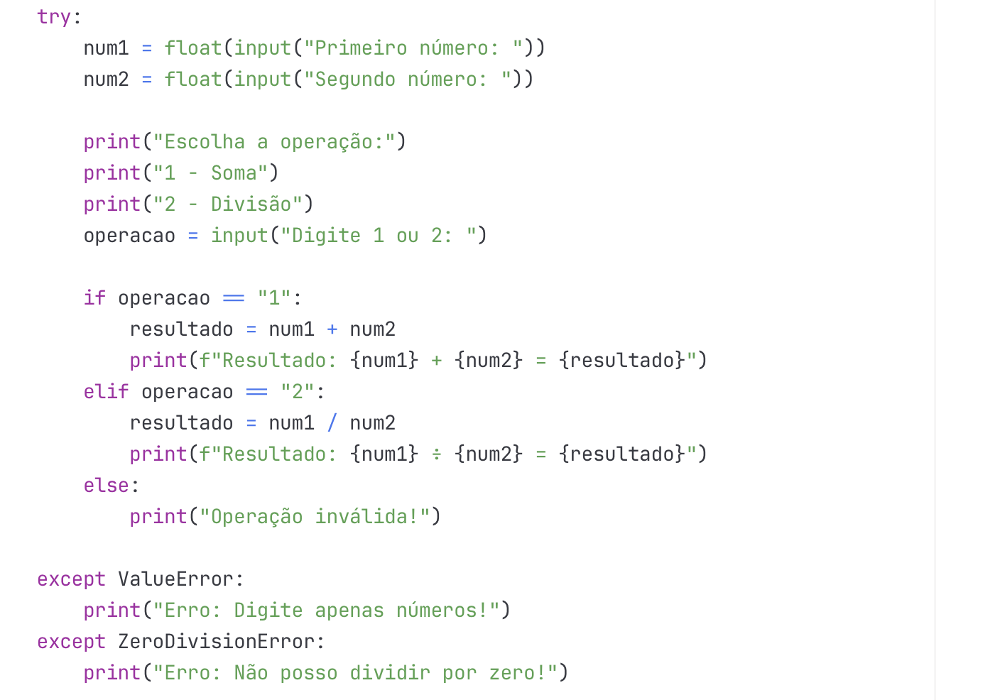 try:
    num1 = float(input("Primeiro número: "))
    num2 = float(input("Segundo número: "))

    print("Escolha a operação:")
    print("1 - Soma")
    print("2 - Divisão")
    operacao = input("Digite 1 ou 2: ")

    if operacao == "1":
        resultado = num1 + num2
        print(f"Resultado: {num1} + {num2} = {resultado}")
    elif operacao == "2":
        resultado = num1 / num2
        print(f"Resultado: {num1} ÷ {num2} = {resultado}")
    else:
        print("Operação inválida!")

except ValueError:
    print("Erro: Digite apenas números!")
except ZeroDivisionError:
    print("Erro: Não posso dividir por zero!")